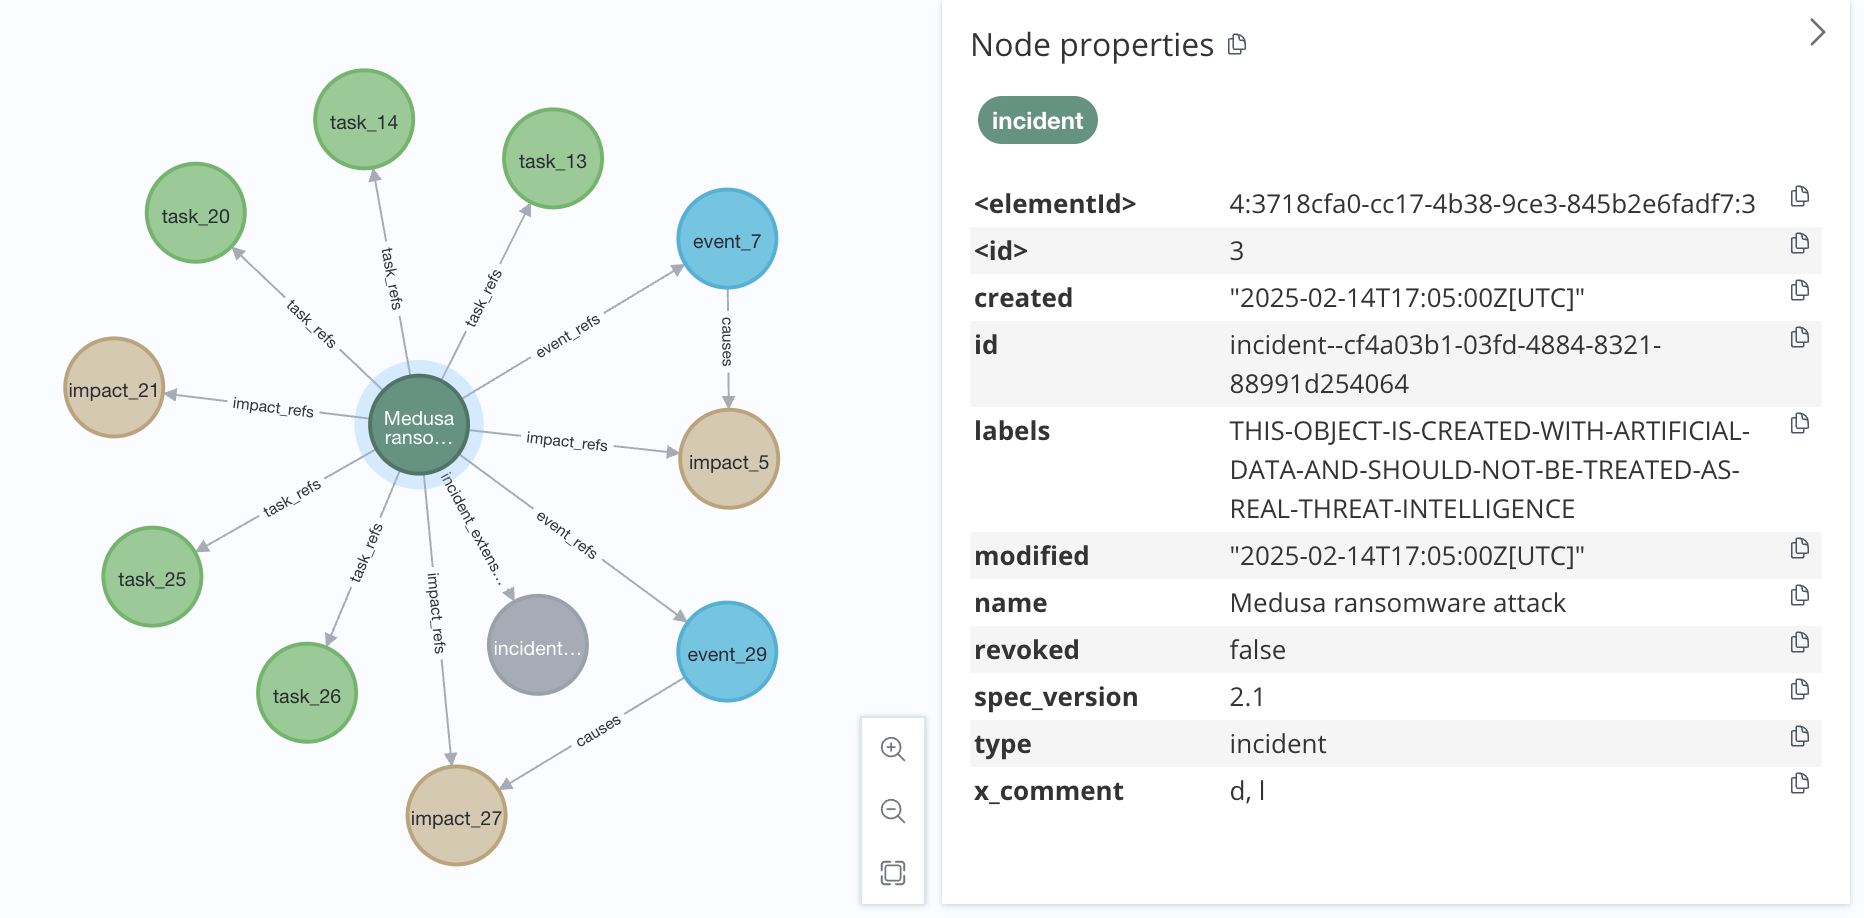 task_14
task_13
task_20
event_7
task_refs
task_refs
task_refs
event_refs
causes
impact_21
impact_refs
Medusa
ranso…
impact_refs
impact_5
task_refs
task_refs
incident_extens…
event_refs
impact_refs
task_25
task_26
incident…
event_29
causes
impact_27
Node properties
incident
<elementId> 4:3718cfa0-cc17-4b38-9ce3-845b2e6fadf7:3
<id> 3
created "2025-02-14T17:05:00Z[UTC]"
id incident--cf4a03b1-03fd-4884-8321-
88991d254064
labels THIS-OBJECT-IS-CREATED-WITH-ARTIFICIAL-
DATA-AND-SHOULD-NOT-BE-TREATED-AS-
REAL-THREAT-INTELLIGENCE
modified "2025-02-14T17:05:00Z[UTC]"
name Medusa ransomware attack
revoked false
spec_version 2.1
type incident
x_comment d, l